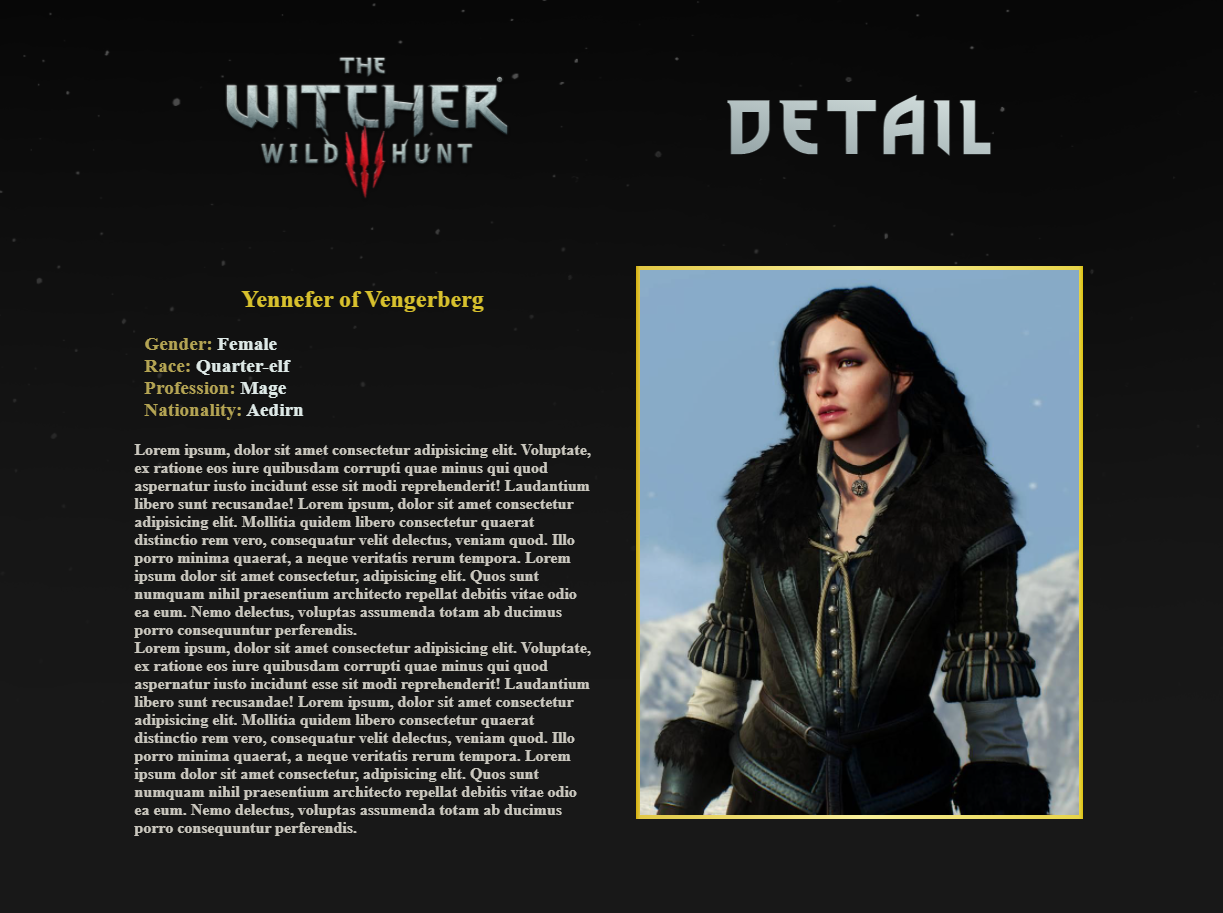 THE
WITCHER
WILD HUNT
DETAIL
Yennefer of Vengerberg
Gender: Female
Race: Quarter-elf
Profession: Mage
Nationality: Aedirn
Lorem ipsum, dolor sit amet consectetur adipisicing elit. Voluptate,
ex ratione eos iure quibusdam corrupti quae minus qui quod
aspernatur iusto incidunt esse sit modi reprehenderit! Laudantium
libero sunt recusandae! Lorem ipsum, dolor sit amet consectetur
adipisicing elit. Mollitia quidem libero consectetur quaerat
distinctio rem vero, consequatur velit delectus, veniam quod. Illo
porro minima quaerat, a neque veritatis rerum tempora. Lorem
ipsum dolor sit amet consectetur, adipisicing elit. Quos sunt
numquam nihil praesentium architecto repellat debitis vitae odio
ea eum. Nemo delectus, voluptas assumenda totam ab ducimus
porro consequuntur perferendis.
Lorem ipsum, dolor sit amet consectetur adipisicing elit. Voluptate,
ex ratione eos iure quibusdam corrupti quae minus qui quod
aspernatur iusto incidunt esse sit modi reprehenderit! Laudantium
libero sunt recusandae! Lorem ipsum, dolor sit amet consectetur
adipisicing elit. Mollitia quidem libero consectetur quaerat
distinctio rem vero, consequatur velit delectus, veniam quod. Illo
porro minima quaerat, a neque veritatis rerum tempora. Lorem
ipsum dolor sit amet consectetur, adipisicing elit. Quos sunt
numquam nihil praesentium architecto repellat debitis vitae odio
ea eum. Nemo delectus, voluptas assumenda totam ab ducimus
porro consequuntur perferendis.